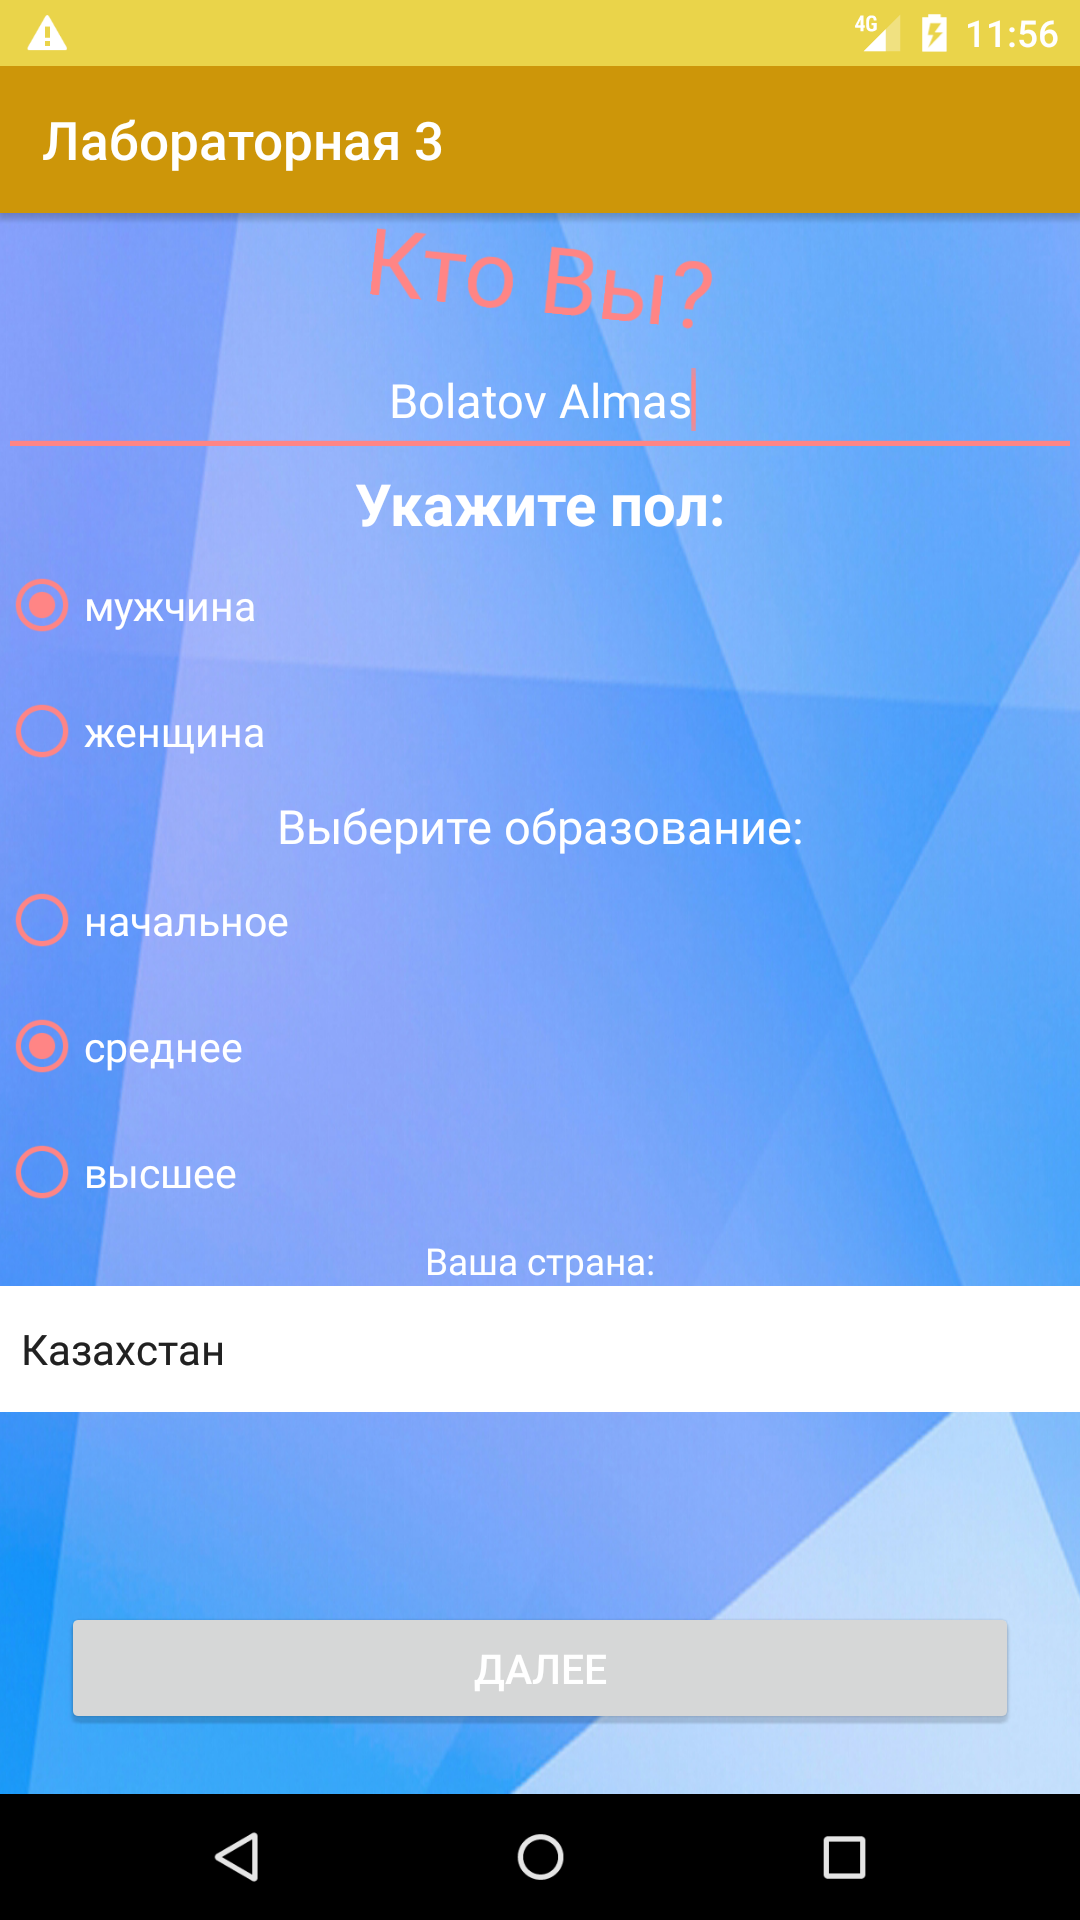 4G 11:56
Лабораторная 3
Кто Вы?
Bolatov Almas
Укажите пол:
мужчина
женщина
Выберите образование:
начальное
среднее
высшее
Ваша страна:
Казахстан
ДАЛЕЕ